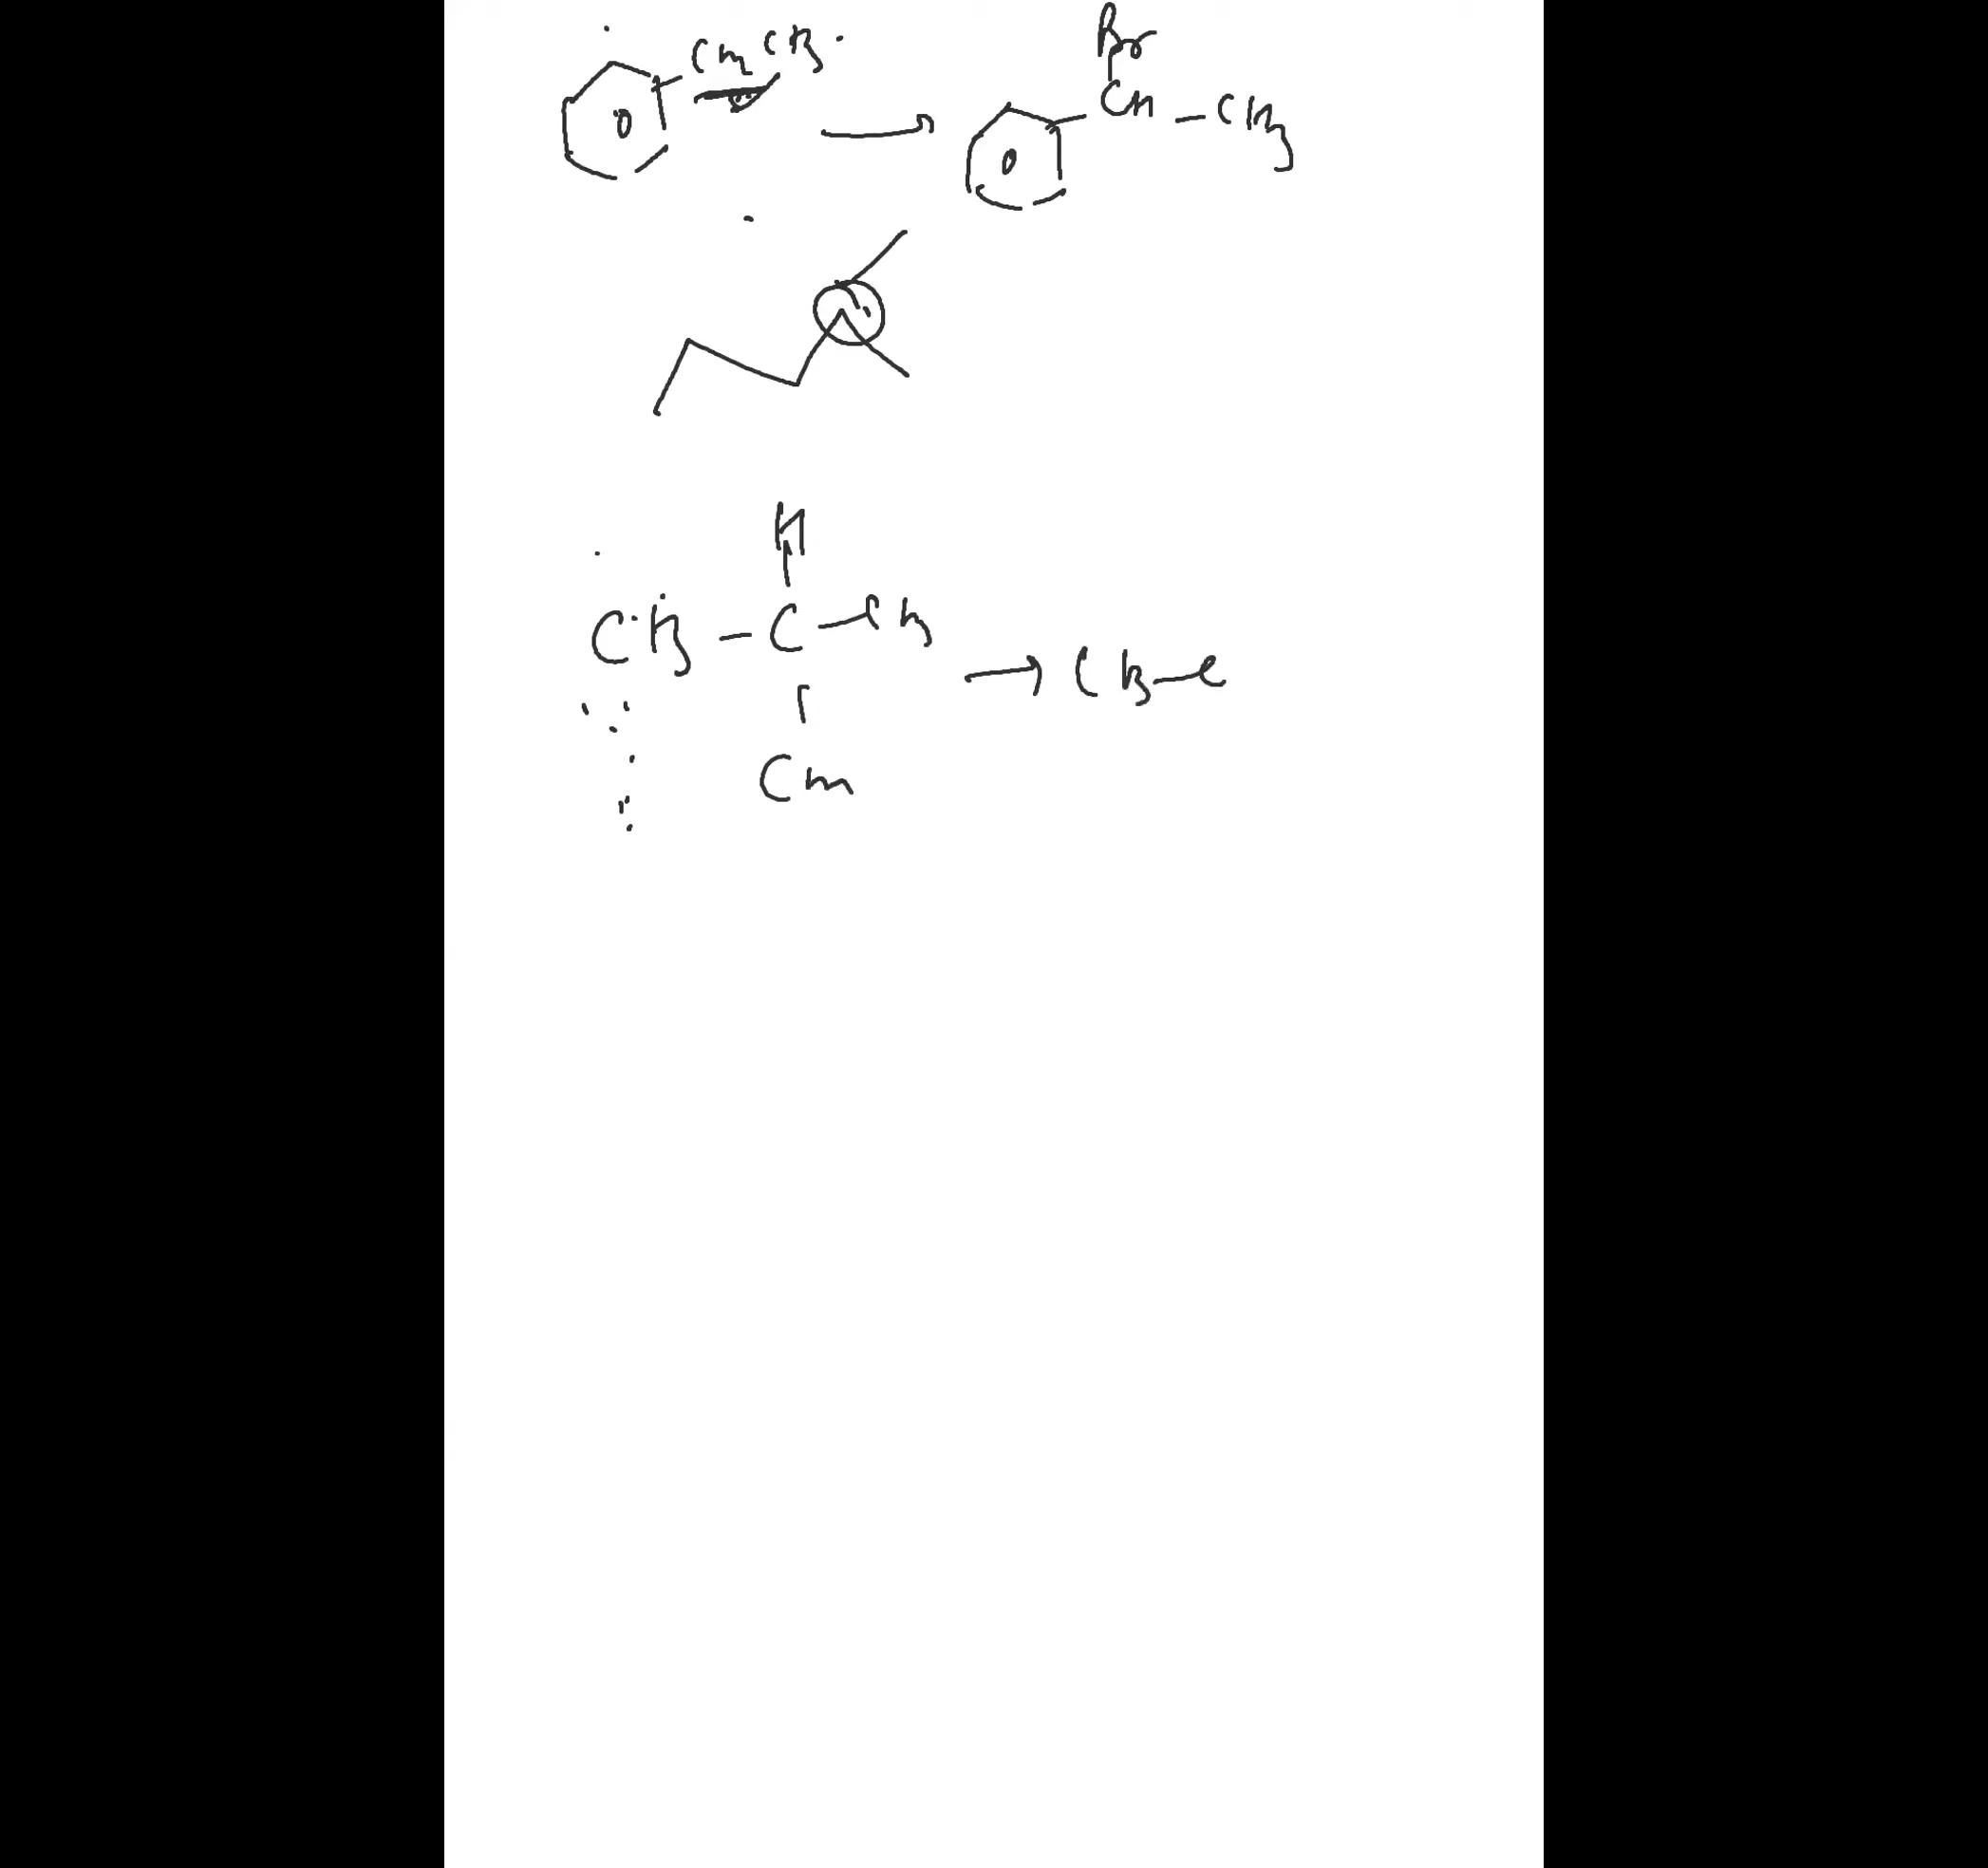 CH₂CH₃
Br
CH - CH₃
H
CH₃ - C - CH₃
→ CH₃ - C
CH₃